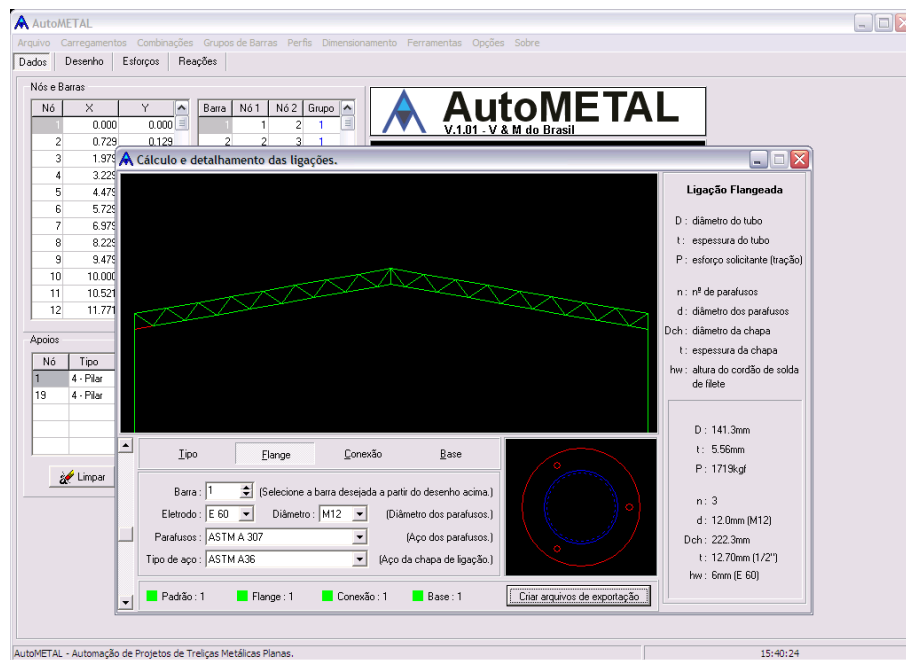 AutoMETAL
Arquivo Carregamentos Combinações Grupos de Barras Perfis Dimensionamento Ferramentas Opções Sobre
Dados Desenho Esforços Reações
Nós e Barras
Nó X Y Barra Nó 1 Nó 2 Grupo
1 0.000 0.000 1 1 2 1
2 0.729 0.129 2 2 3 1
3 1.979
4 3.229
5 4.479
6 5.729
7 6.979
8 8.229
9 9.479
10 10.000
11 10.521
12 11.771
AutoMETAL
V.1.01 - V & M do Brasil
Apoios
Nó Tipo
1 4 - Pilar
19 4 - Pilar
Limpar
Cálculo e detalhamento das ligações.
Tipo Flange Conexão Base
Barra : 1 (Selecione a barra desejada a partir do desenho acima.)
Eletrodo : E 60 Diâmetro : M12 (Diâmetro dos parafusos.)
Parafusos : ASTM A 307 (Aço dos parafusos.)
Tipo de aço : ASTM A36 (Aço da chapa de ligação.)
Padrão : 1 Flange : 1 Conexão : 1 Base : 1
Criar arquivos de exportação
Ligação Flangeada
D : diâmetro do tubo
t : espessura do tubo
P : esforço solicitante (tração)
n : nº de parafusos
d : diâmetro dos parafusos
Dch : diâmetro da chapa
t : espessura da chapa
hw : altura do cordão de solda
de filete
D : 141.3mm
t : 5.56mm
P : 1719kgf
n : 3
d : 12.0mm (M12)
Dch : 222.3mm
t : 12.70mm (1/2")
hw : 6mm (E 60)
AutoMETAL - Automação de Projetos de Treliças Metálicas Planas.
15:40:24